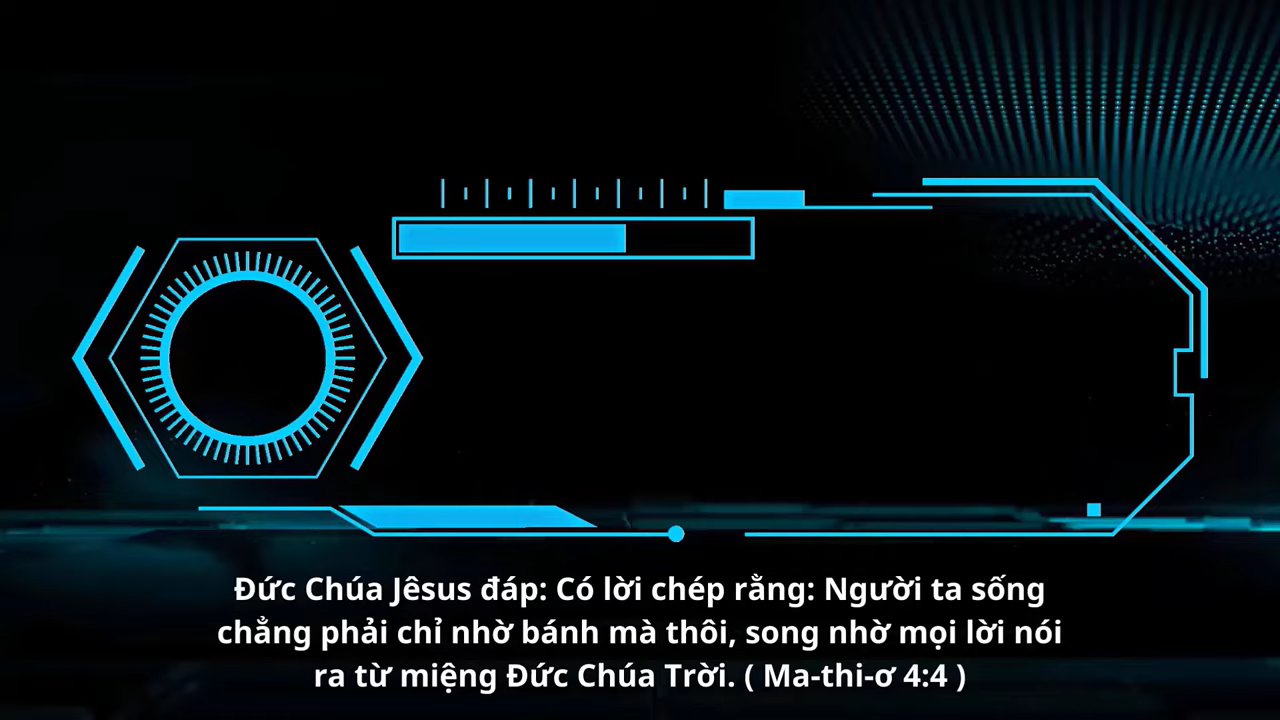 Đức Chúa Jêsus đáp: Có lời chép rằng: Người ta sống
chẳng phải chỉ nhờ bánh mà thôi, song nhờ mọi lời nói
ra từ miệng Đức Chúa Trời. ( Ma-thi-ơ 4:4 )